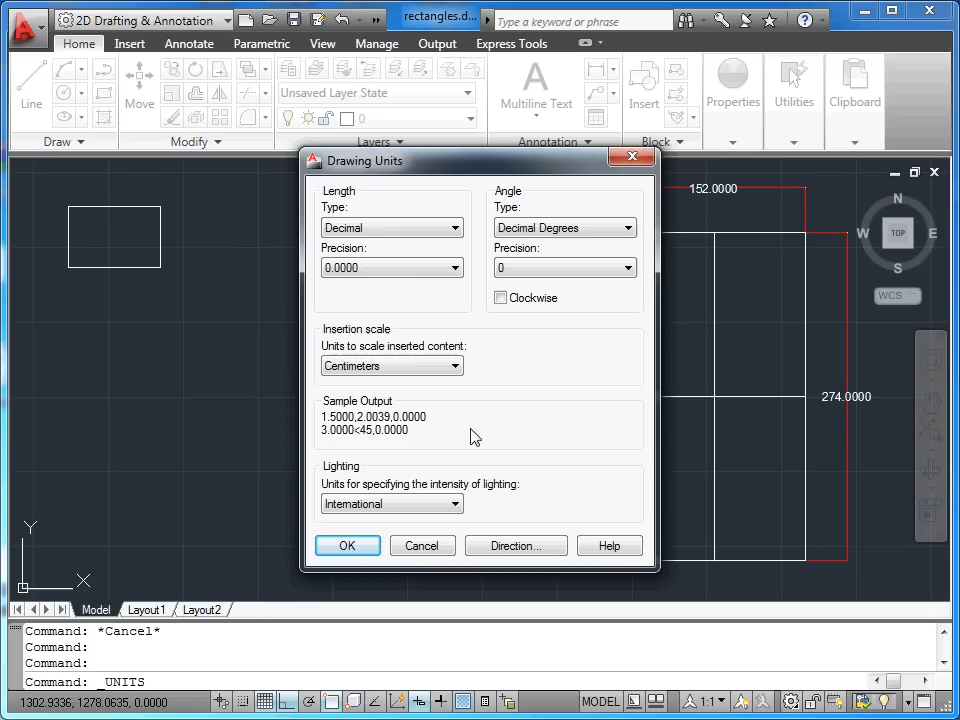 2D Drafting & Annotation
rectangles.d...
Type a keyword or phrase
Home Insert Annotate Parametric View Manage Output Express Tools
Unsaved Layer State
Line Move Multiline Text Insert Properties Utilities Clipboard
0
Draw Modify Layers Annotation Block
Drawing Units
Length
Type:
Decimal
Precision:
0.0000
Angle
Type:
Decimal Degrees
Precision:
0
Clockwise
Insertion scale
Units to scale inserted content:
Centimeters
Sample Output
1.5000,2.0039,0.0000
3.0000<45,0.0000
Lighting
Units for specifying the intensity of lighting:
International
OK Cancel Direction... Help
152.0000
274.0000
N
W TOP E
S
WCS
Y
X
Model Layout1 Layout2
Command: *Cancel*
Command:
Command:
Command: _UNITS
1302.9336, 1278.0635, 0.0000 MODEL 1:1